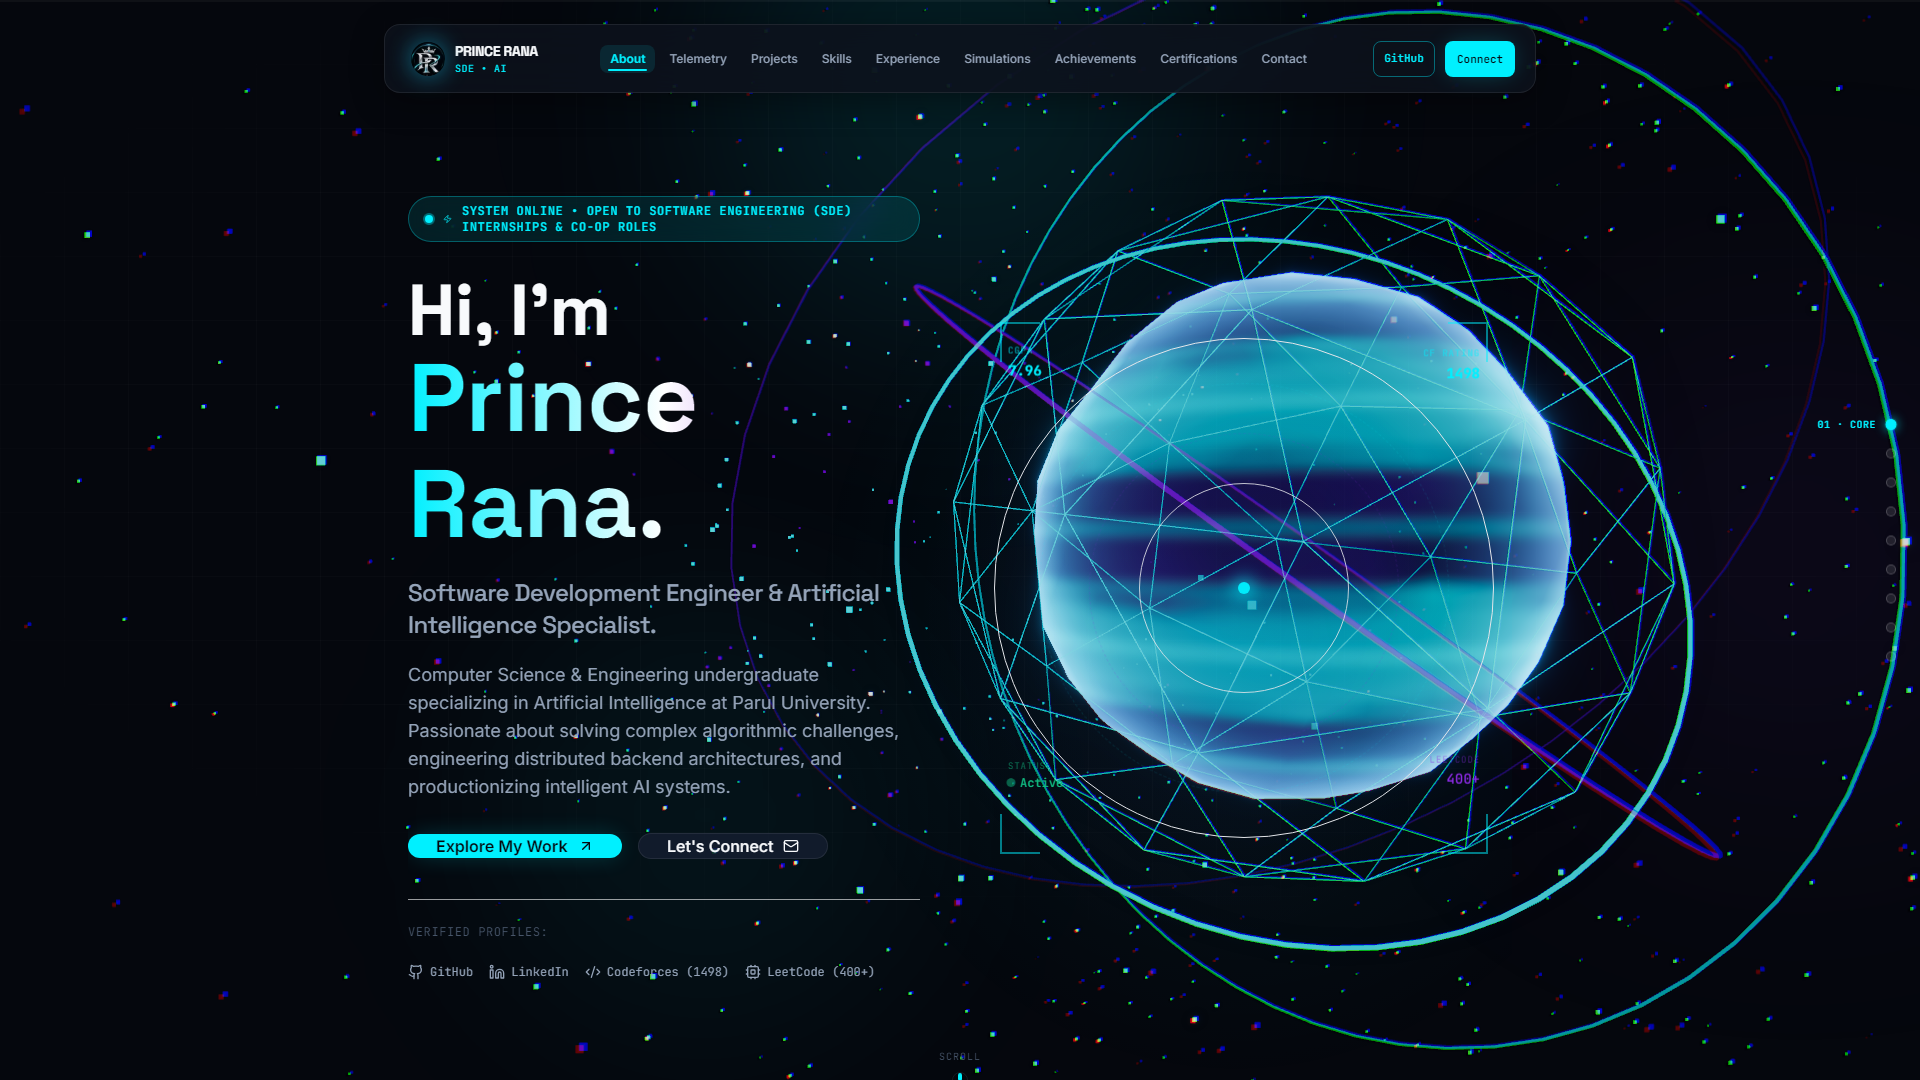 PRINCE RANA
SDE • AI
About
Telemetry
Projects
Skills
Experience
Simulations
Achievements
Certifications
Contact
GitHub
Connect
SYSTEM ONLINE • OPEN TO SOFTWARE ENGINEERING (SDE)
INTERNSHIPS & CO-OP ROLES
Hi, I’m
Prince
Rana.
Software Development Engineer & Artificial
Intelligence Specialist.
Computer Science & Engineering undergraduate
specializing in Artificial Intelligence at Parul University.
Passionate about solving complex algorithmic challenges,
engineering distributed backend architectures, and
productionizing intelligent AI systems.
Explore My Work
Let's Connect
VERIFIED PROFILES:
GitHub
LinkedIn
Codeforces (1498)
LeetCode (400+)
7.96
1498
STATUS
Active
400+
01 · CORE
SCROLL